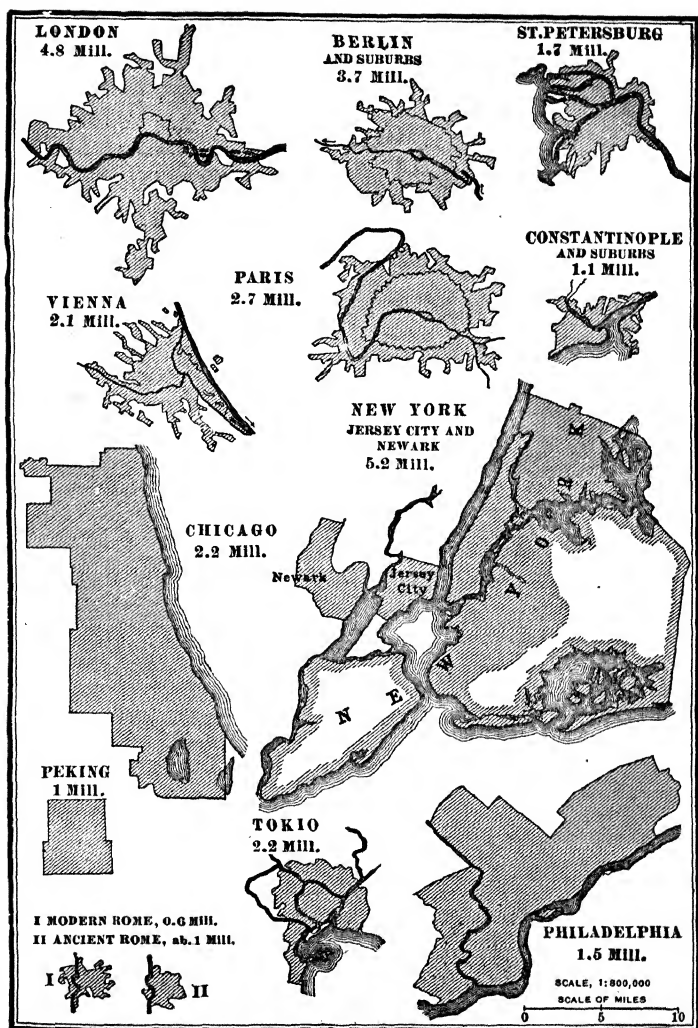 LONDON
4.8 Mill.
BERLIN
AND SUBURBS
3.7 Mill.
ST.PETERSBURG
1.7 Mill.
VIENNA
2.1 Mill.
PARIS
2.7 Mill.
CONSTANTINOPLE
AND SUBURBS
1.1 Mill.
NEW YORK
JERSEY CITY AND
NEWARK
5.2 Mill.
CHICAGO
2.2 Mill.
Newark
Jersey
City
NEW YORK
PEKING
1 Mill.
TOKIO
2.2 Mill.
I MODERN ROME, 0.6 Mill.
II ANCIENT ROME, ab. 1 Mill.
I
II
PHILADELPHIA
1.5 Mill.
SCALE, 1:800,000
SCALE OF MILES
0 5 10